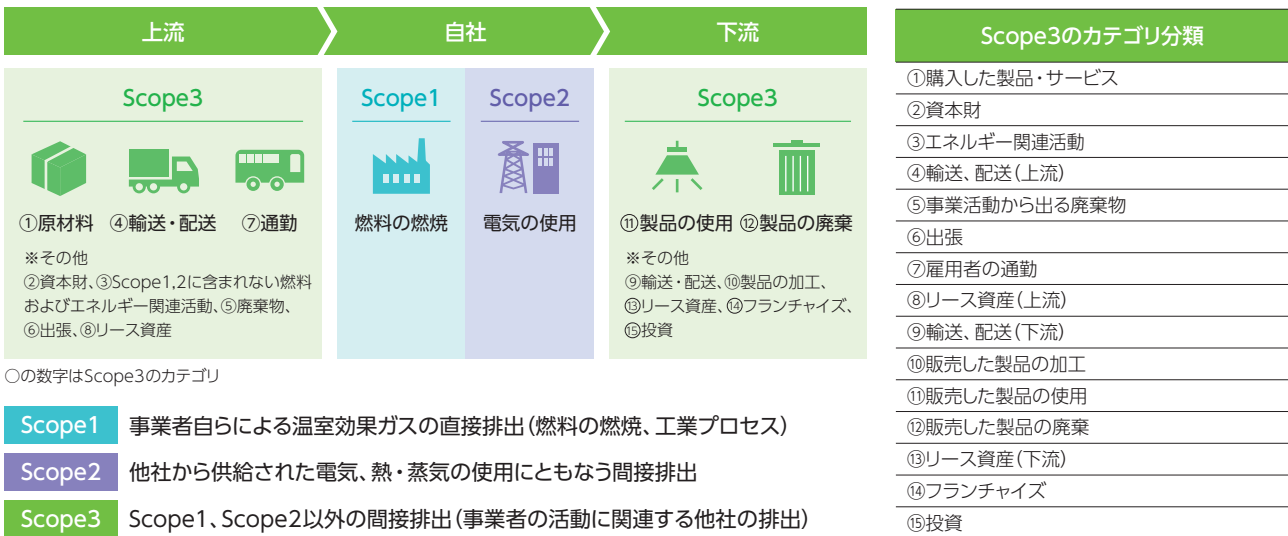 上流
自社
下流
Scope3
①原材料 ④輸送・配送 ⑦通勤
※その他
②資本財、③Scope1,2に含まれない燃料
およびエネルギー関連活動、⑤廃棄物、
⑥出張、⑧リース資産
Scope1
燃料の燃焼
Scope2
電気の使用
Scope3
⑪製品の使用 ⑫製品の廃棄
※その他
⑨輸送・配送、⑩製品の加工、
⑬リース資産、⑭フランチャイズ、
⑮投資
○の数字はScope3のカテゴリ
Scope1 事業者自らによる温室効果ガスの直接排出(燃料の燃焼、工業プロセス)
Scope2 他社から供給された電気、熱・蒸気の使用にともなう間接排出
Scope3 Scope1、Scope2以外の間接排出(事業者の活動に関連する他社の排出)
Scope3のカテゴリ分類
①購入した製品・サービス
②資本財
③エネルギー関連活動
④輸送、配送(上流)
⑤事業活動から出る廃棄物
⑥出張
⑦雇用者の通勤
⑧リース資産(上流)
⑨輸送、配送(下流)
⑩販売した製品の加工
⑪販売した製品の使用
⑫販売した製品の廃棄
⑬リース資産(下流)
⑭フランチャイズ
⑮投資